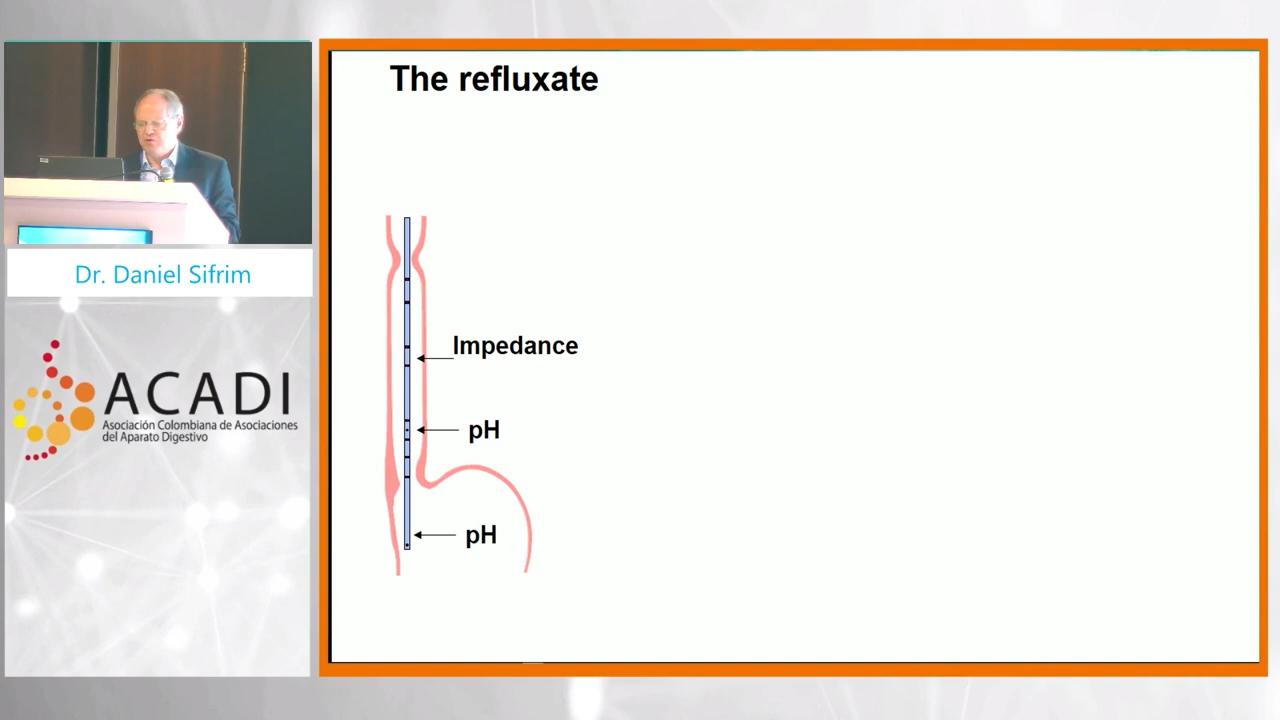 The refluxate
Dr. Daniel Sifrim
Impedance
ACADI
Asociación Colombiana de Asociaciones
del Aparato Digestivo
pH
pH